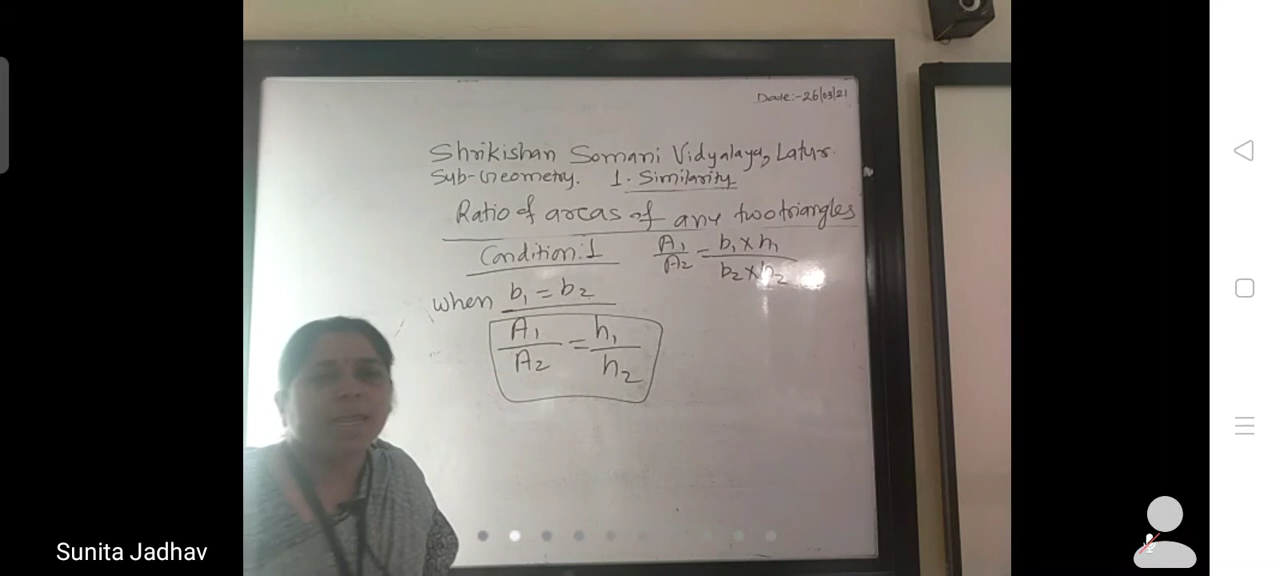 Date:-26/03/21
Shrikishan Somani Vidyalaya, Latur.
Sub-Geometry. 1. Similarity
Ratio of areas of any two triangles
Condition:1 A₁/A₂ = b₁×h₁/b₂×h₂
when b₁ = b₂
A₁/A₂ = h₁/h₂
Sunita Jadhav